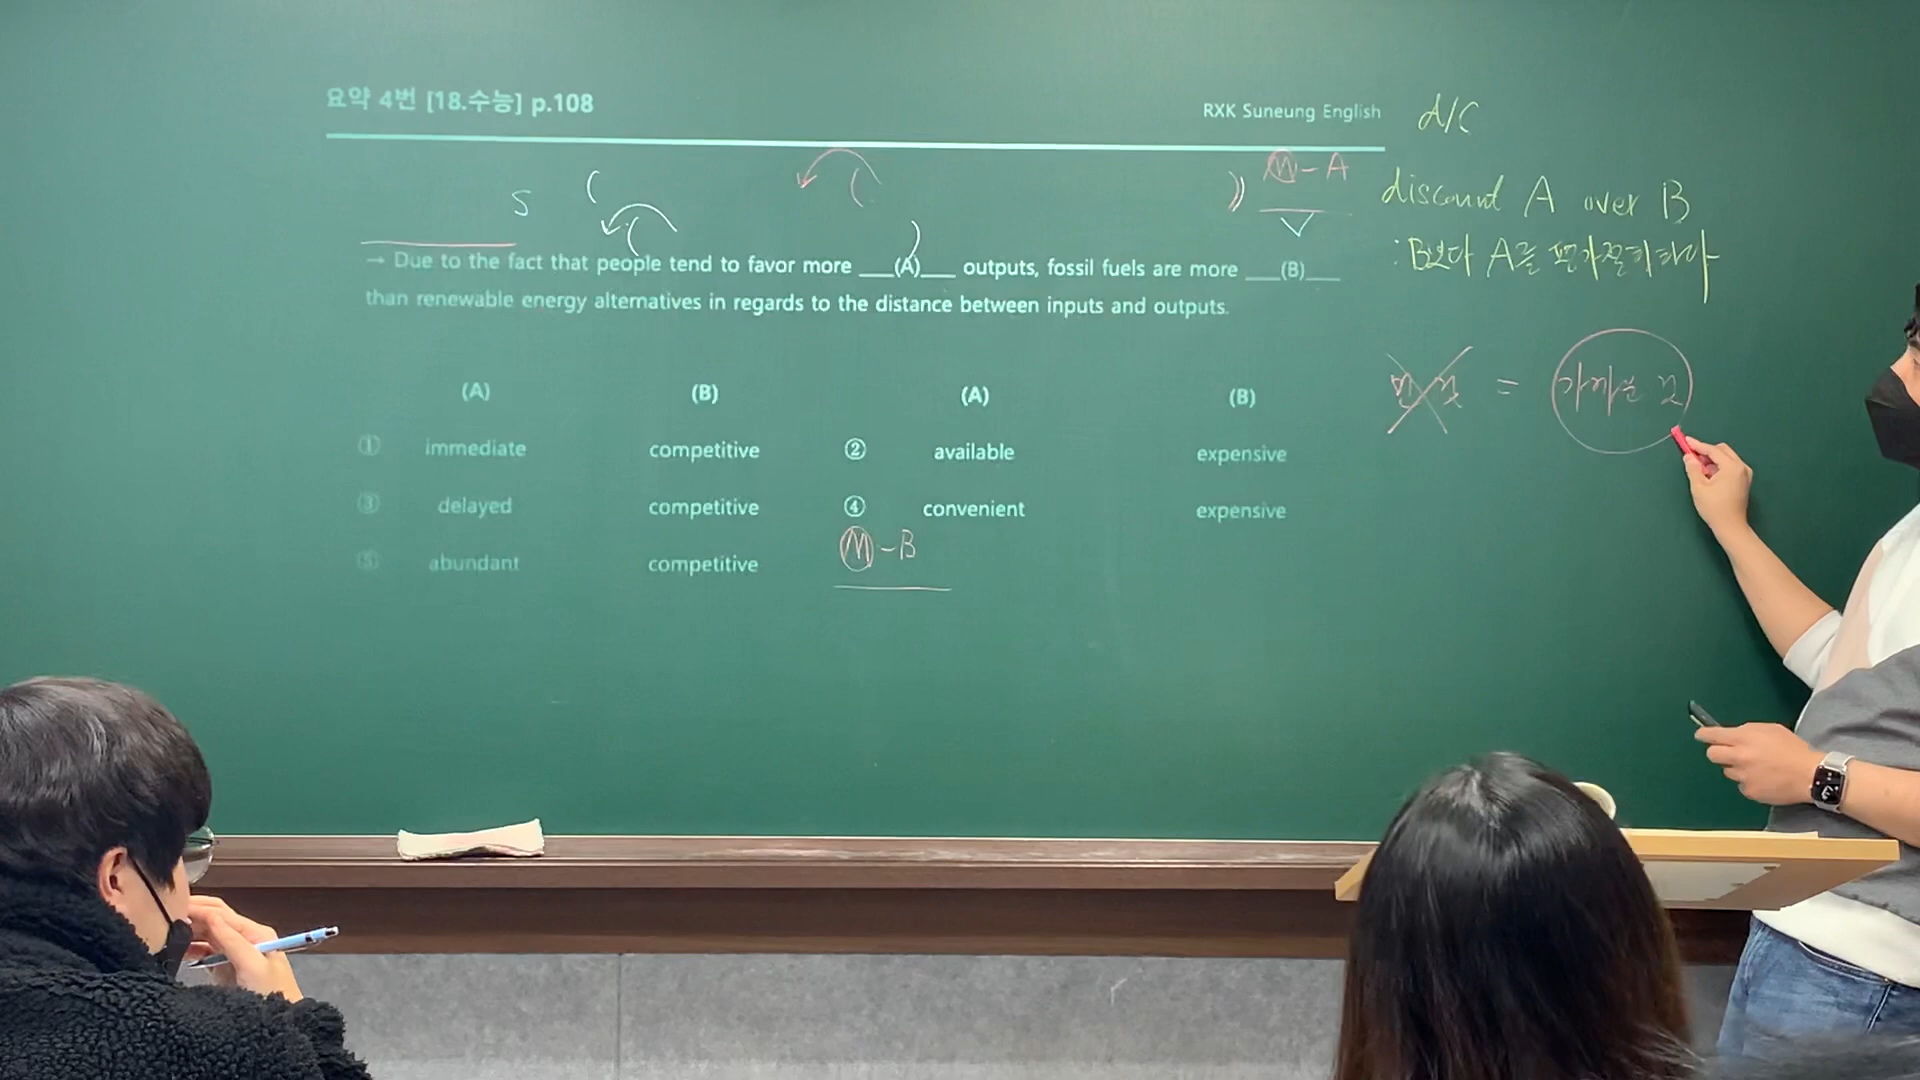 요약 4번 [18.수능] p.108
RXK Suneung English
d/C
M-A
discount A over B
: B보다 A를 평가절하하다
S
→ Due to the fact that people tend to favor more ___(A)___ outputs, fossil fuels are more ___(B)___
than renewable energy alternatives in regards to the distance between inputs and outputs.
먼 것 = 가까운 것
(A) (B) (A) (B)
① immediate competitive ② available expensive
③ delayed competitive ④ convenient expensive
⑤ abundant competitive
M-B